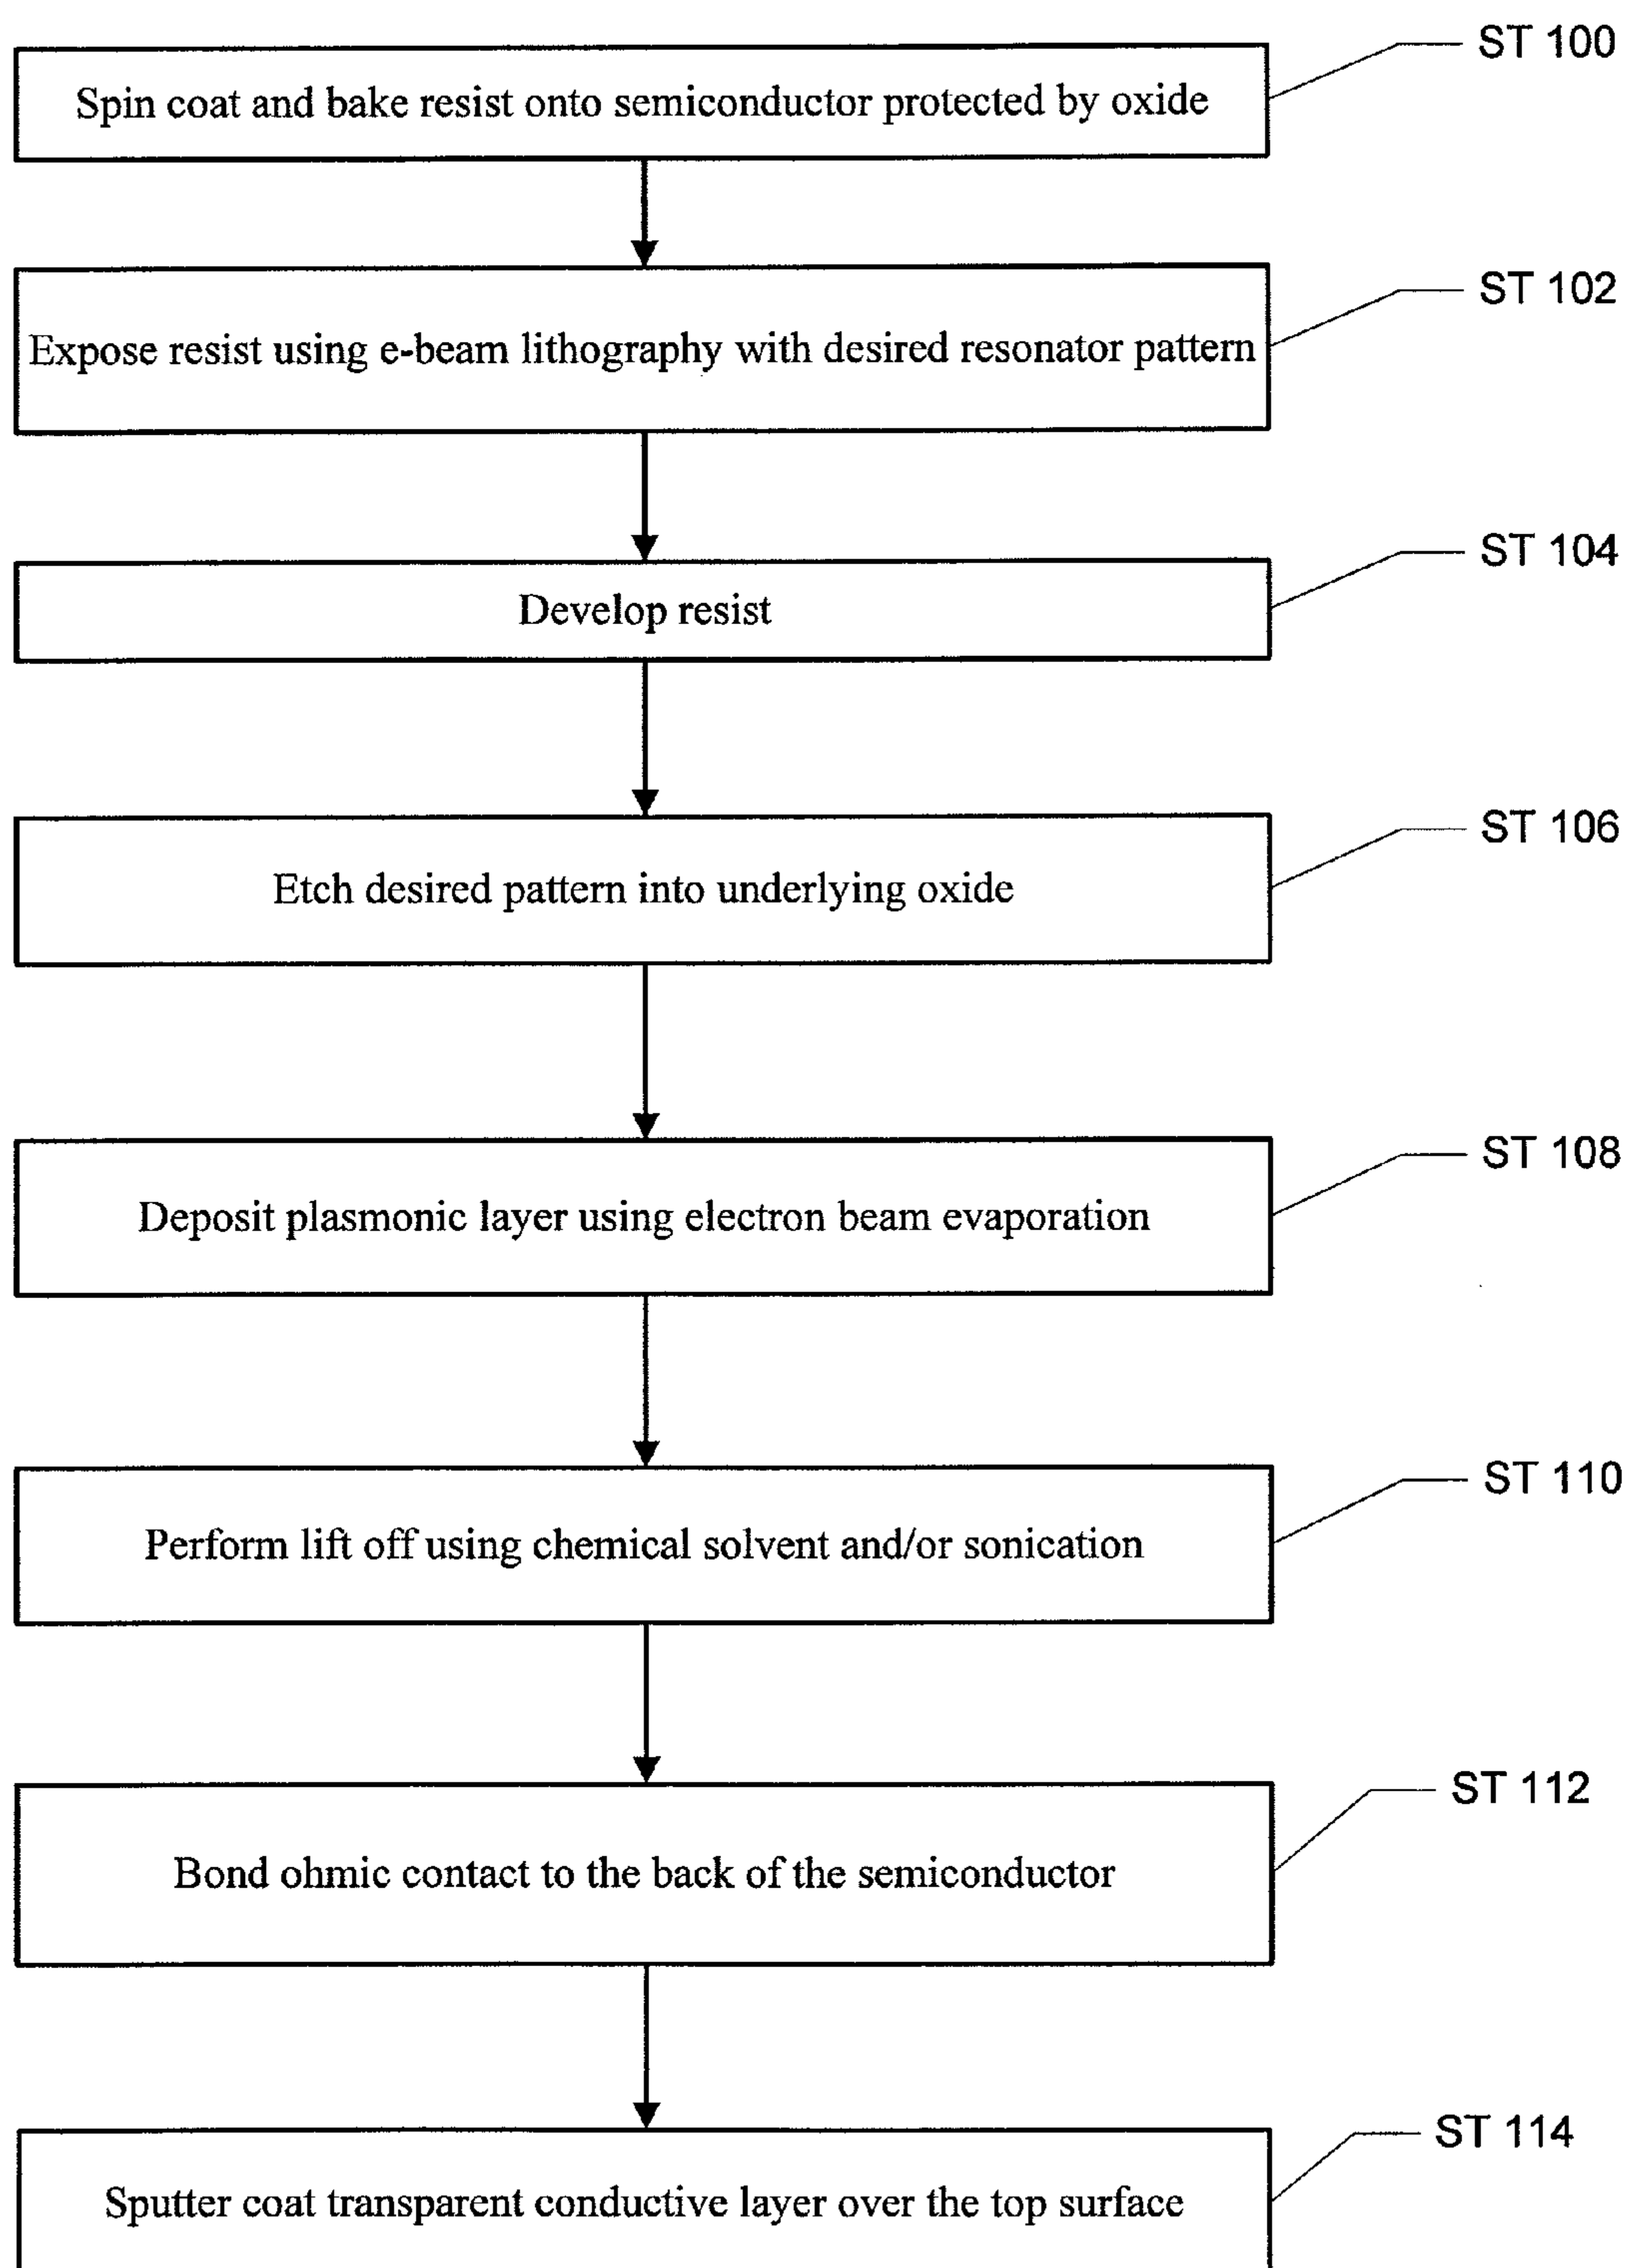 ST 100
Spin coat and bake resist onto semiconductor protected by oxide
ST 102
Expose resist using e-beam lithography with desired resonator pattern
ST 104
Develop resist
ST 106
Etch desired pattern into underlying oxide
ST 108
Deposit plasmonic layer using electron beam evaporation
ST 110
Perform lift off using chemical solvent and/or sonication
ST 112
Bond ohmic contact to the back of the semiconductor
ST 114
Sputter coat transparent conductive layer over the top surface